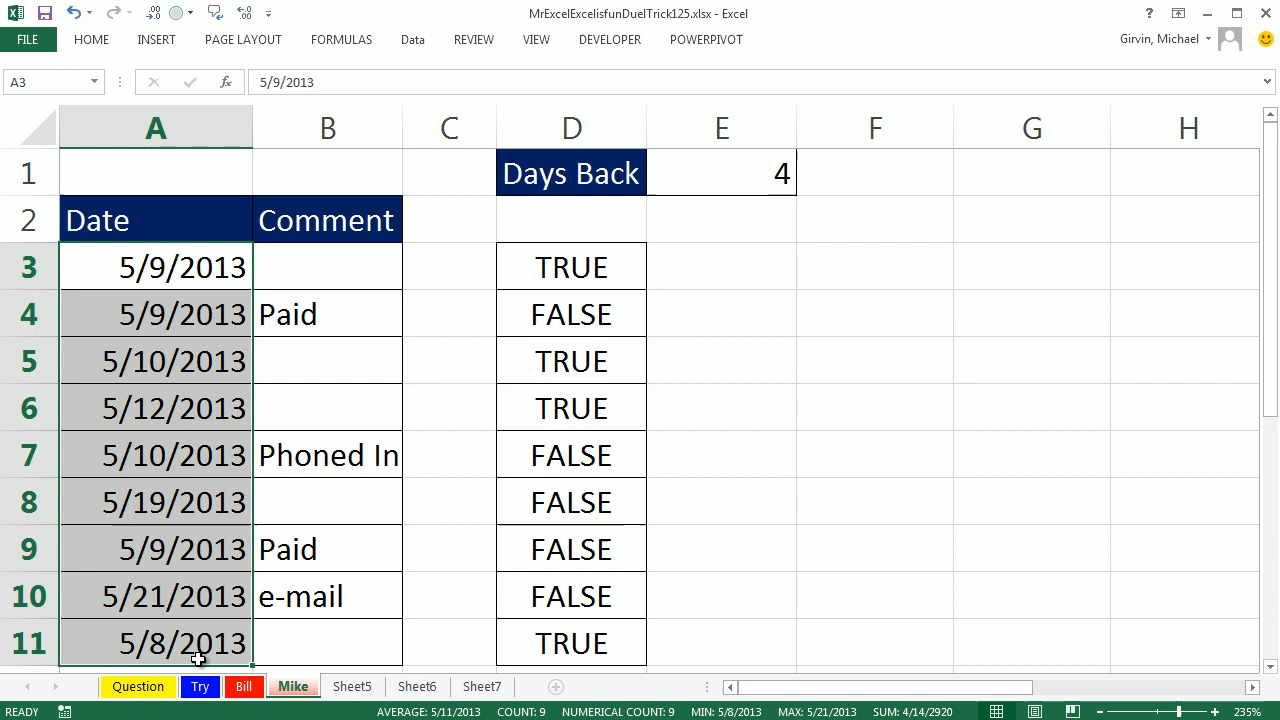 MrExcelExcelisfunDuelTrick125.xlsx - Excel
FILE HOME INSERT PAGE LAYOUT FORMULAS Data REVIEW VIEW DEVELOPER POWERPIVOT Girvin, Michael
A3 fx 5/9/2013
A B C D E F G H
1 Days Back 4
2 Date Comment
3 5/9/2013 TRUE
4 5/9/2013 Paid FALSE
5 5/10/2013 TRUE
6 5/12/2013 TRUE
7 5/10/2013 Phoned In FALSE
8 5/19/2013 FALSE
9 5/9/2013 Paid FALSE
10 5/21/2013 e-mail FALSE
11 5/8/2013 TRUE
Question Try Bill Mike Sheet5 Sheet6 Sheet7
READY AVERAGE: 5/11/2013 COUNT: 9 NUMERICAL COUNT: 9 MIN: 5/8/2013 MAX: 5/21/2013 SUM: 4/14/2920 235%